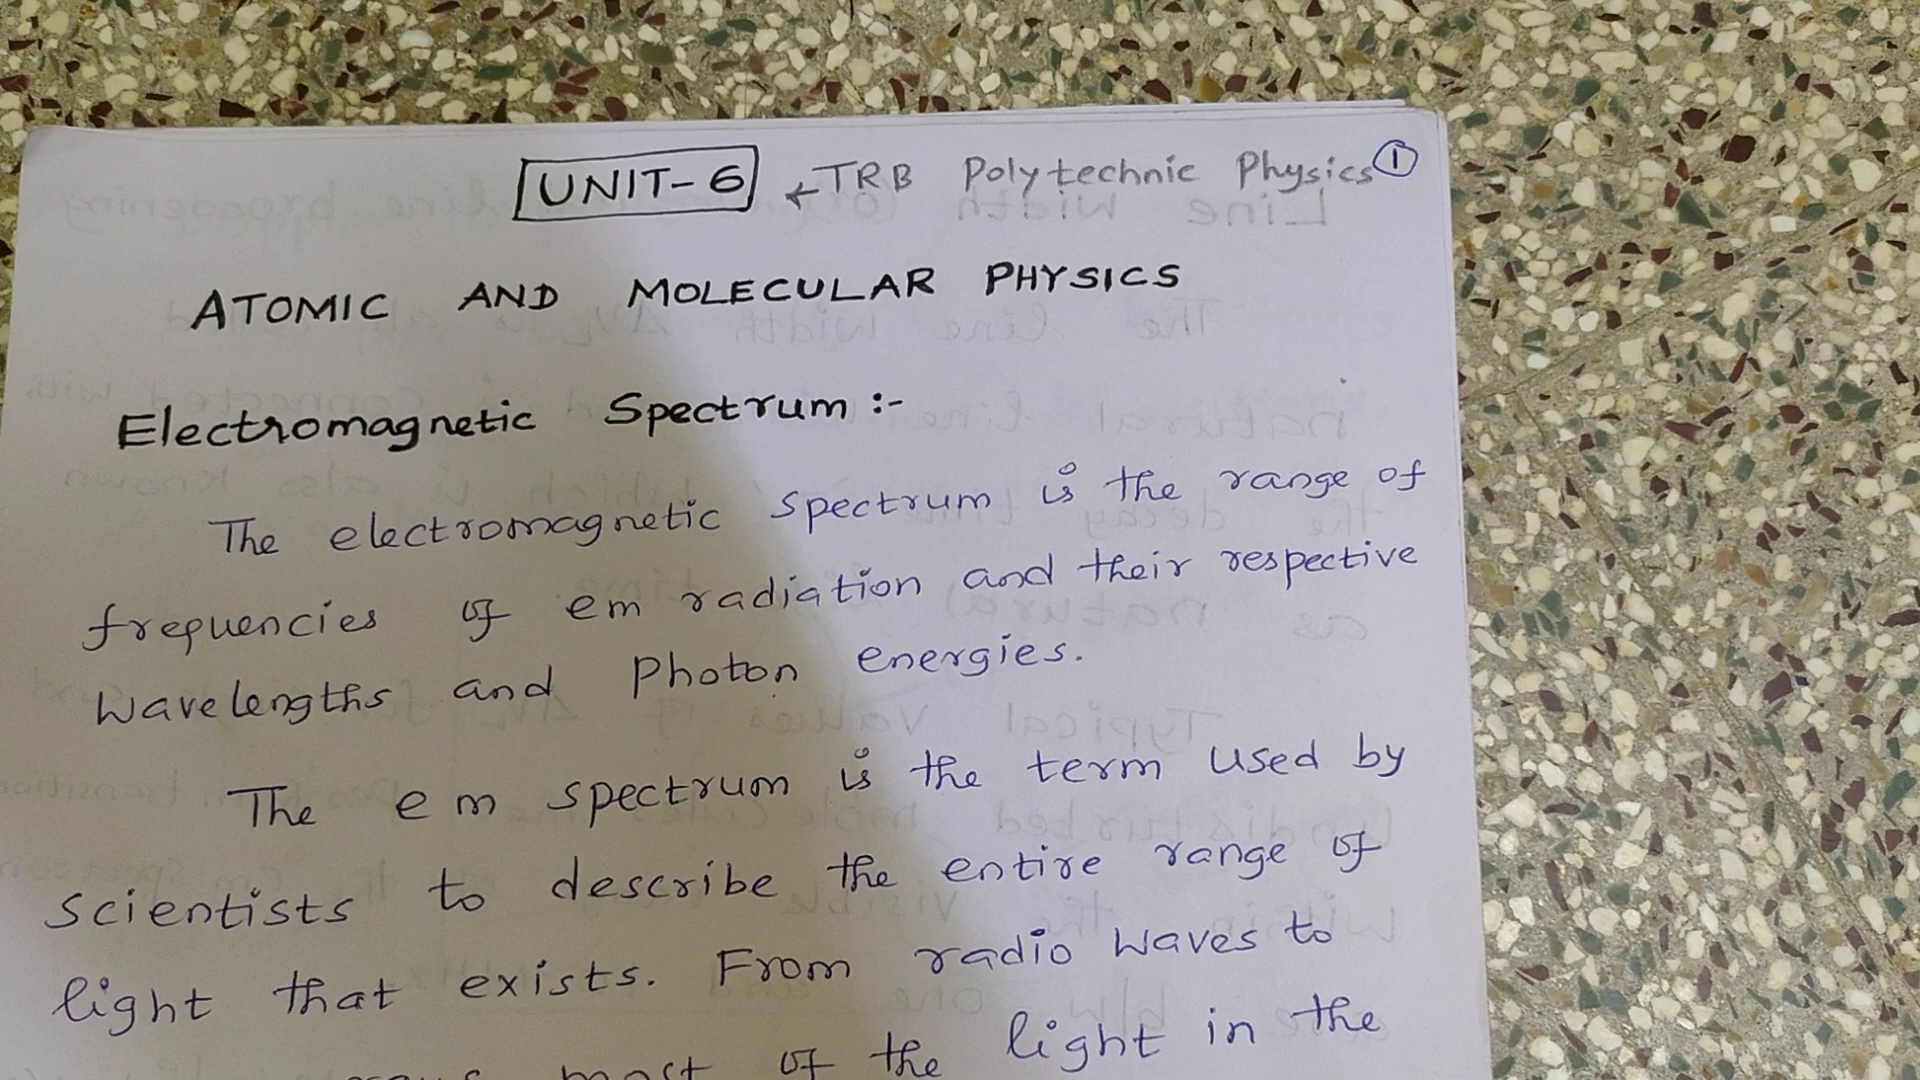 UNIT-6 ← TRB Polytechnic Physics ①
ATOMIC AND MOLECULAR PHYSICS
Electromagnetic Spectrum :-
The electromagnetic spectrum is the range of
frequencies of em radiation and their respective
wavelengths and photon energies.
The em spectrum is the term used by
scientists to describe the entire range of
light that exists. From radio waves to
most of the light in the